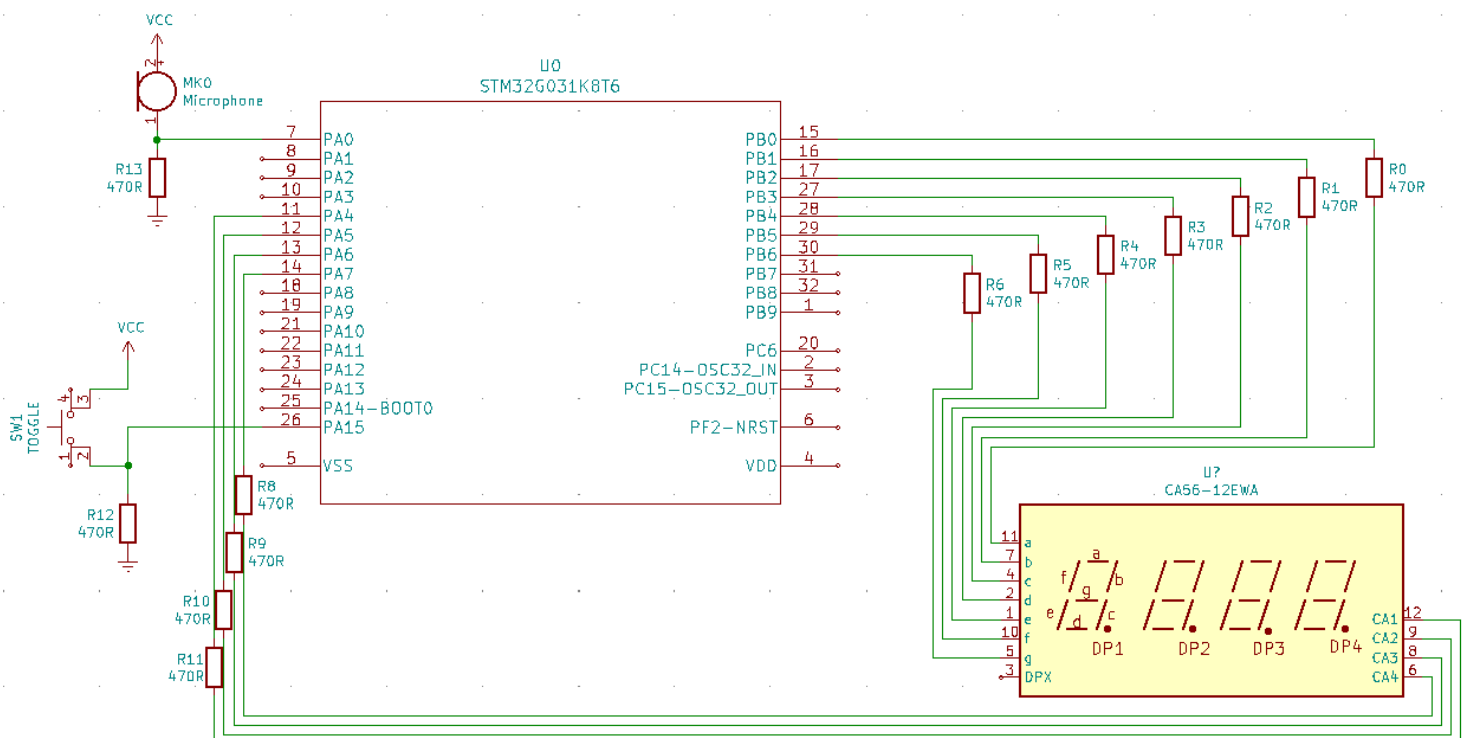 VCC
2
+
MK0
Microphone
1
R13
470R
U0
STM32G031K8T6
7 PA0
8 PA1
9 PA2
10 PA3
11 PA4
12 PA5
13 PA6
14 PA7
18 PA8
19 PA9
21 PA10
22 PA11
23 PA12
24 PA13
25 PA14-BOOT0
26 PA15
5 VSS
PB0 15
PB1 16
PB2 17
PB3 27
PB4 28
PB5 29
PB6 30
PB7 31
PB8 32
PB9 1
PC6 20
PC14-OSC32_IN 2
PC15-OSC32_OUT 3
PF2-NRST 6
VDD 4
R0
470R
R1
470R
R2
470R
R3
470R
R4
470R
R5
470R
R6
470R
VCC
SW1
TOGGLE
4
3
1
2
R12
470R
R8
470R
R9
470R
R10
470R
R11
470R
U?
CA56-12EWA
11 a
7 b
4 c
2 d
1 e
10 f
5 g
3 DPX
a
f
b
g
e
c
d
DP1
DP2
DP3
DP4
CA1 12
CA2 9
CA3 8
CA4 6